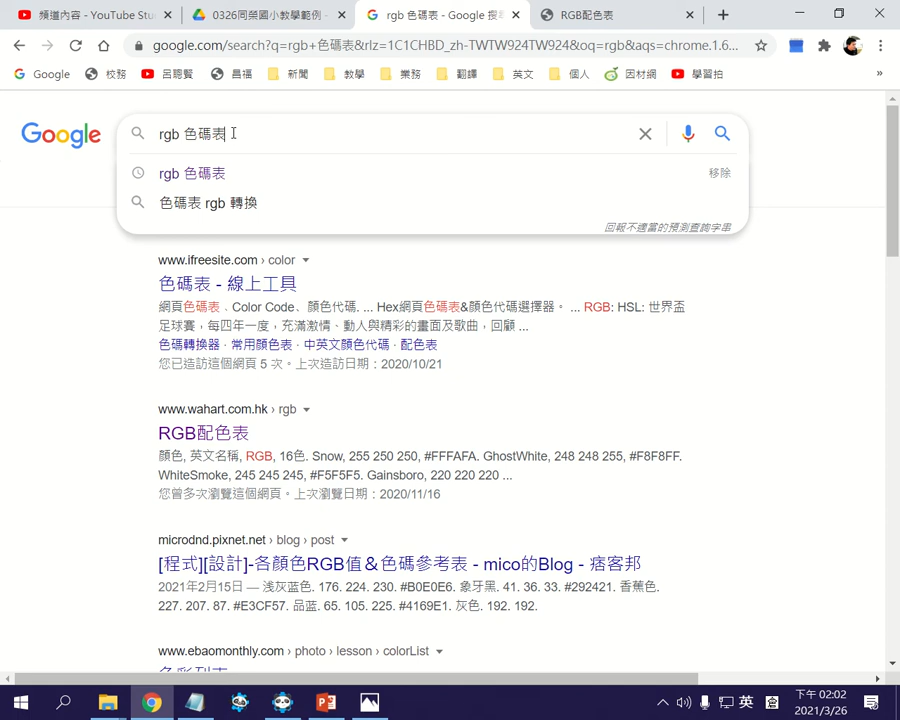 頻道內容 - YouTube Stu
0326同榮國小教學範例 -
rgb 色碼表 - Google 搜尋
RGB配色表
google.com/search?q=rgb+色碼表&rlz=1C1CHBD_zh-TWTW924TW924&oq=rgb&aqs=chrome.1.6...
Google
校務
呂聰賢
昌福
新聞
教學
業務
翻譯
英文
個人
因材網
學習拍
»
Google
rgb 色碼表
rgb 色碼表
移除
色碼表 rgb 轉換
回報不適當的預測查詢字串
www.ifreesite.com › color
色碼表 - 線上工具
網頁色碼表﹒Color Code、顏色代碼. ... Hex網頁色碼表&顏色代碼選擇器。 ... RGB: HSL: 世界盃
足球賽，每四年一度，充滿激情、動人與精彩的畫面及歌曲，回顧 ...
色碼轉換器 · 常用顏色表 · 中英文顏色代碼 · 配色表
您已造訪這個網頁 5 次。上次造訪日期：2020/10/21
www.wahart.com.hk › rgb
RGB配色表
顏色, 英文名稱, RGB, 16色. Snow, 255 250 250, #FFFAFA. GhostWhite, 248 248 255, #F8F8FF.
WhiteSmoke, 245 245 245, #F5F5F5. Gainsboro, 220 220 220 ...
您曾多次瀏覽這個網頁。上次瀏覽日期：2020/11/16
microdnd.pixnet.net › blog › post
[程式][設計]-各顏色RGB值＆色碼參考表 - mico的Blog - 痞客邦
2021年2月15日 — 浅灰蓝色. 176. 224. 230. #B0E0E6. 象牙黑. 41. 36. 33. #292421. 香蕉色.
227. 207. 87. #E3CF57. 品蓝. 65. 105. 225. #4169E1. 灰色. 192. 192.
www.ebaomonthly.com › photo › lesson › colorList
色彩列表
英
下午 02:02
2021/3/26